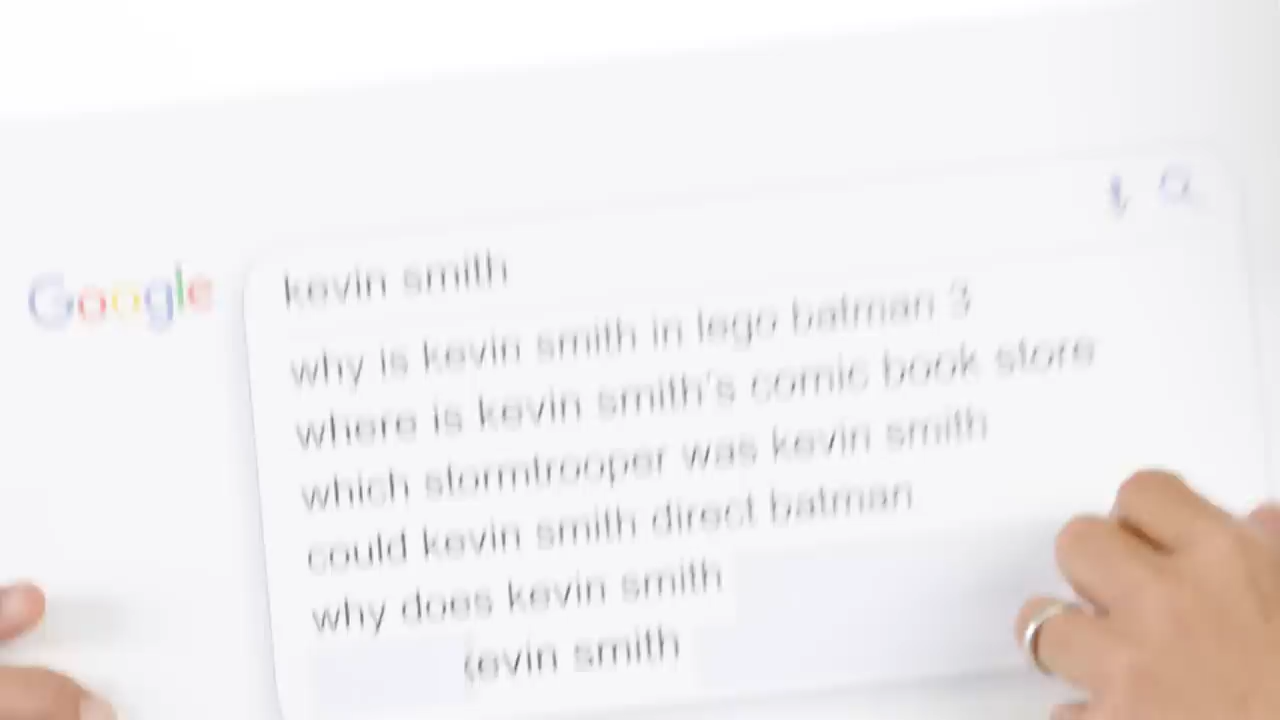 Google
kevin smith
why is kevin smith in lego batman 3
where is kevin smith's comic book store
which stormtrooper was kevin smith
could kevin smith direct batman
why does kevin smith
kevin smith